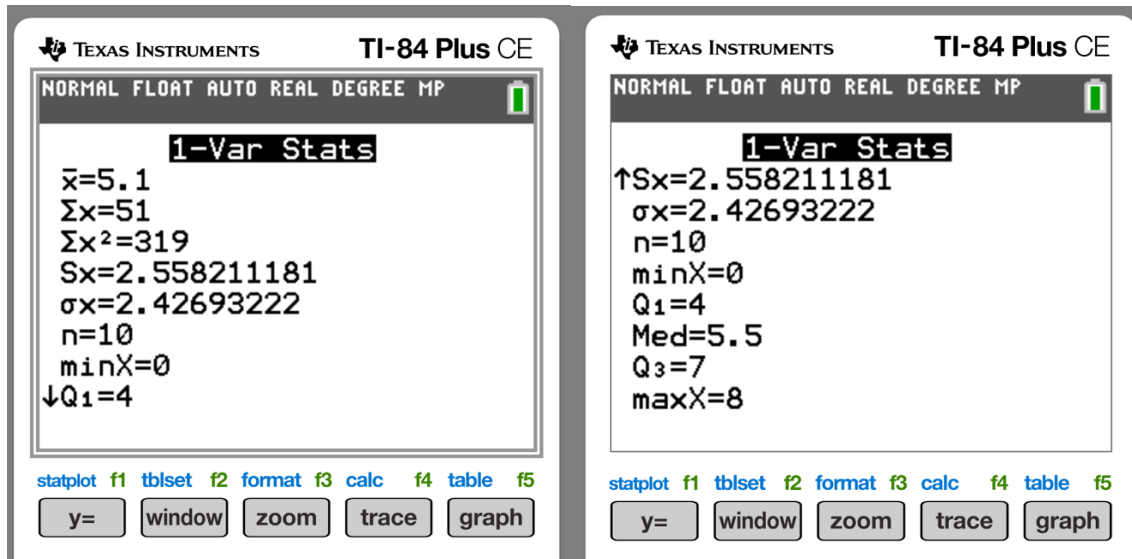 TEXAS INSTRUMENTS TI-84 Plus CE
NORMAL FLOAT AUTO REAL DEGREE MP
1-Var Stats
x̄=5.1
Σx=51
Σx²=319
Sx=2.558211181
σx=2.42693222
n=10
minX=0
↓Q₁=4
statplot f1 tblset f2 format f3 calc f4 table f5
y= window zoom trace graph
TEXAS INSTRUMENTS TI-84 Plus CE
NORMAL FLOAT AUTO REAL DEGREE MP
1-Var Stats
↑Sx=2.558211181
σx=2.42693222
n=10
minX=0
Q₁=4
Med=5.5
Q₃=7
maxX=8
statplot f1 tblset f2 format f3 calc f4 table f5
y= window zoom trace graph